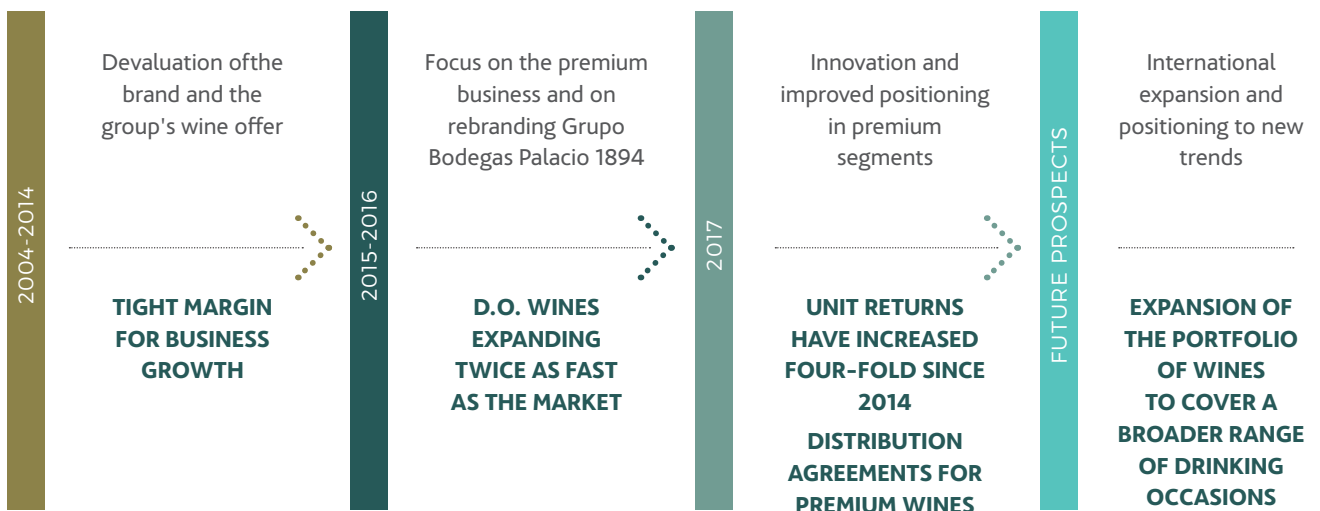 2004-2014
Devaluation ofthe
brand and the
group's wine offer
TIGHT MARGIN
FOR BUSINESS
GROWTH
2015-2016
Focus on the premium
business and on
rebranding Grupo
Bodegas Palacio 1894
D.O. WINES
EXPANDING
TWICE AS FAST
AS THE MARKET
2017
Innovation and
improved positioning
in premium
segments
UNIT RETURNS
HAVE INCREASED
FOUR-FOLD SINCE
2014
DISTRIBUTION
AGREEMENTS FOR
PREMIUM WINES
FUTURE PROSPECTS
International
expansion and
positioning to new
trends
EXPANSION OF
THE PORTFOLIO
OF WINES
TO COVER A
BROADER RANGE
OF DRINKING
OCCASIONS